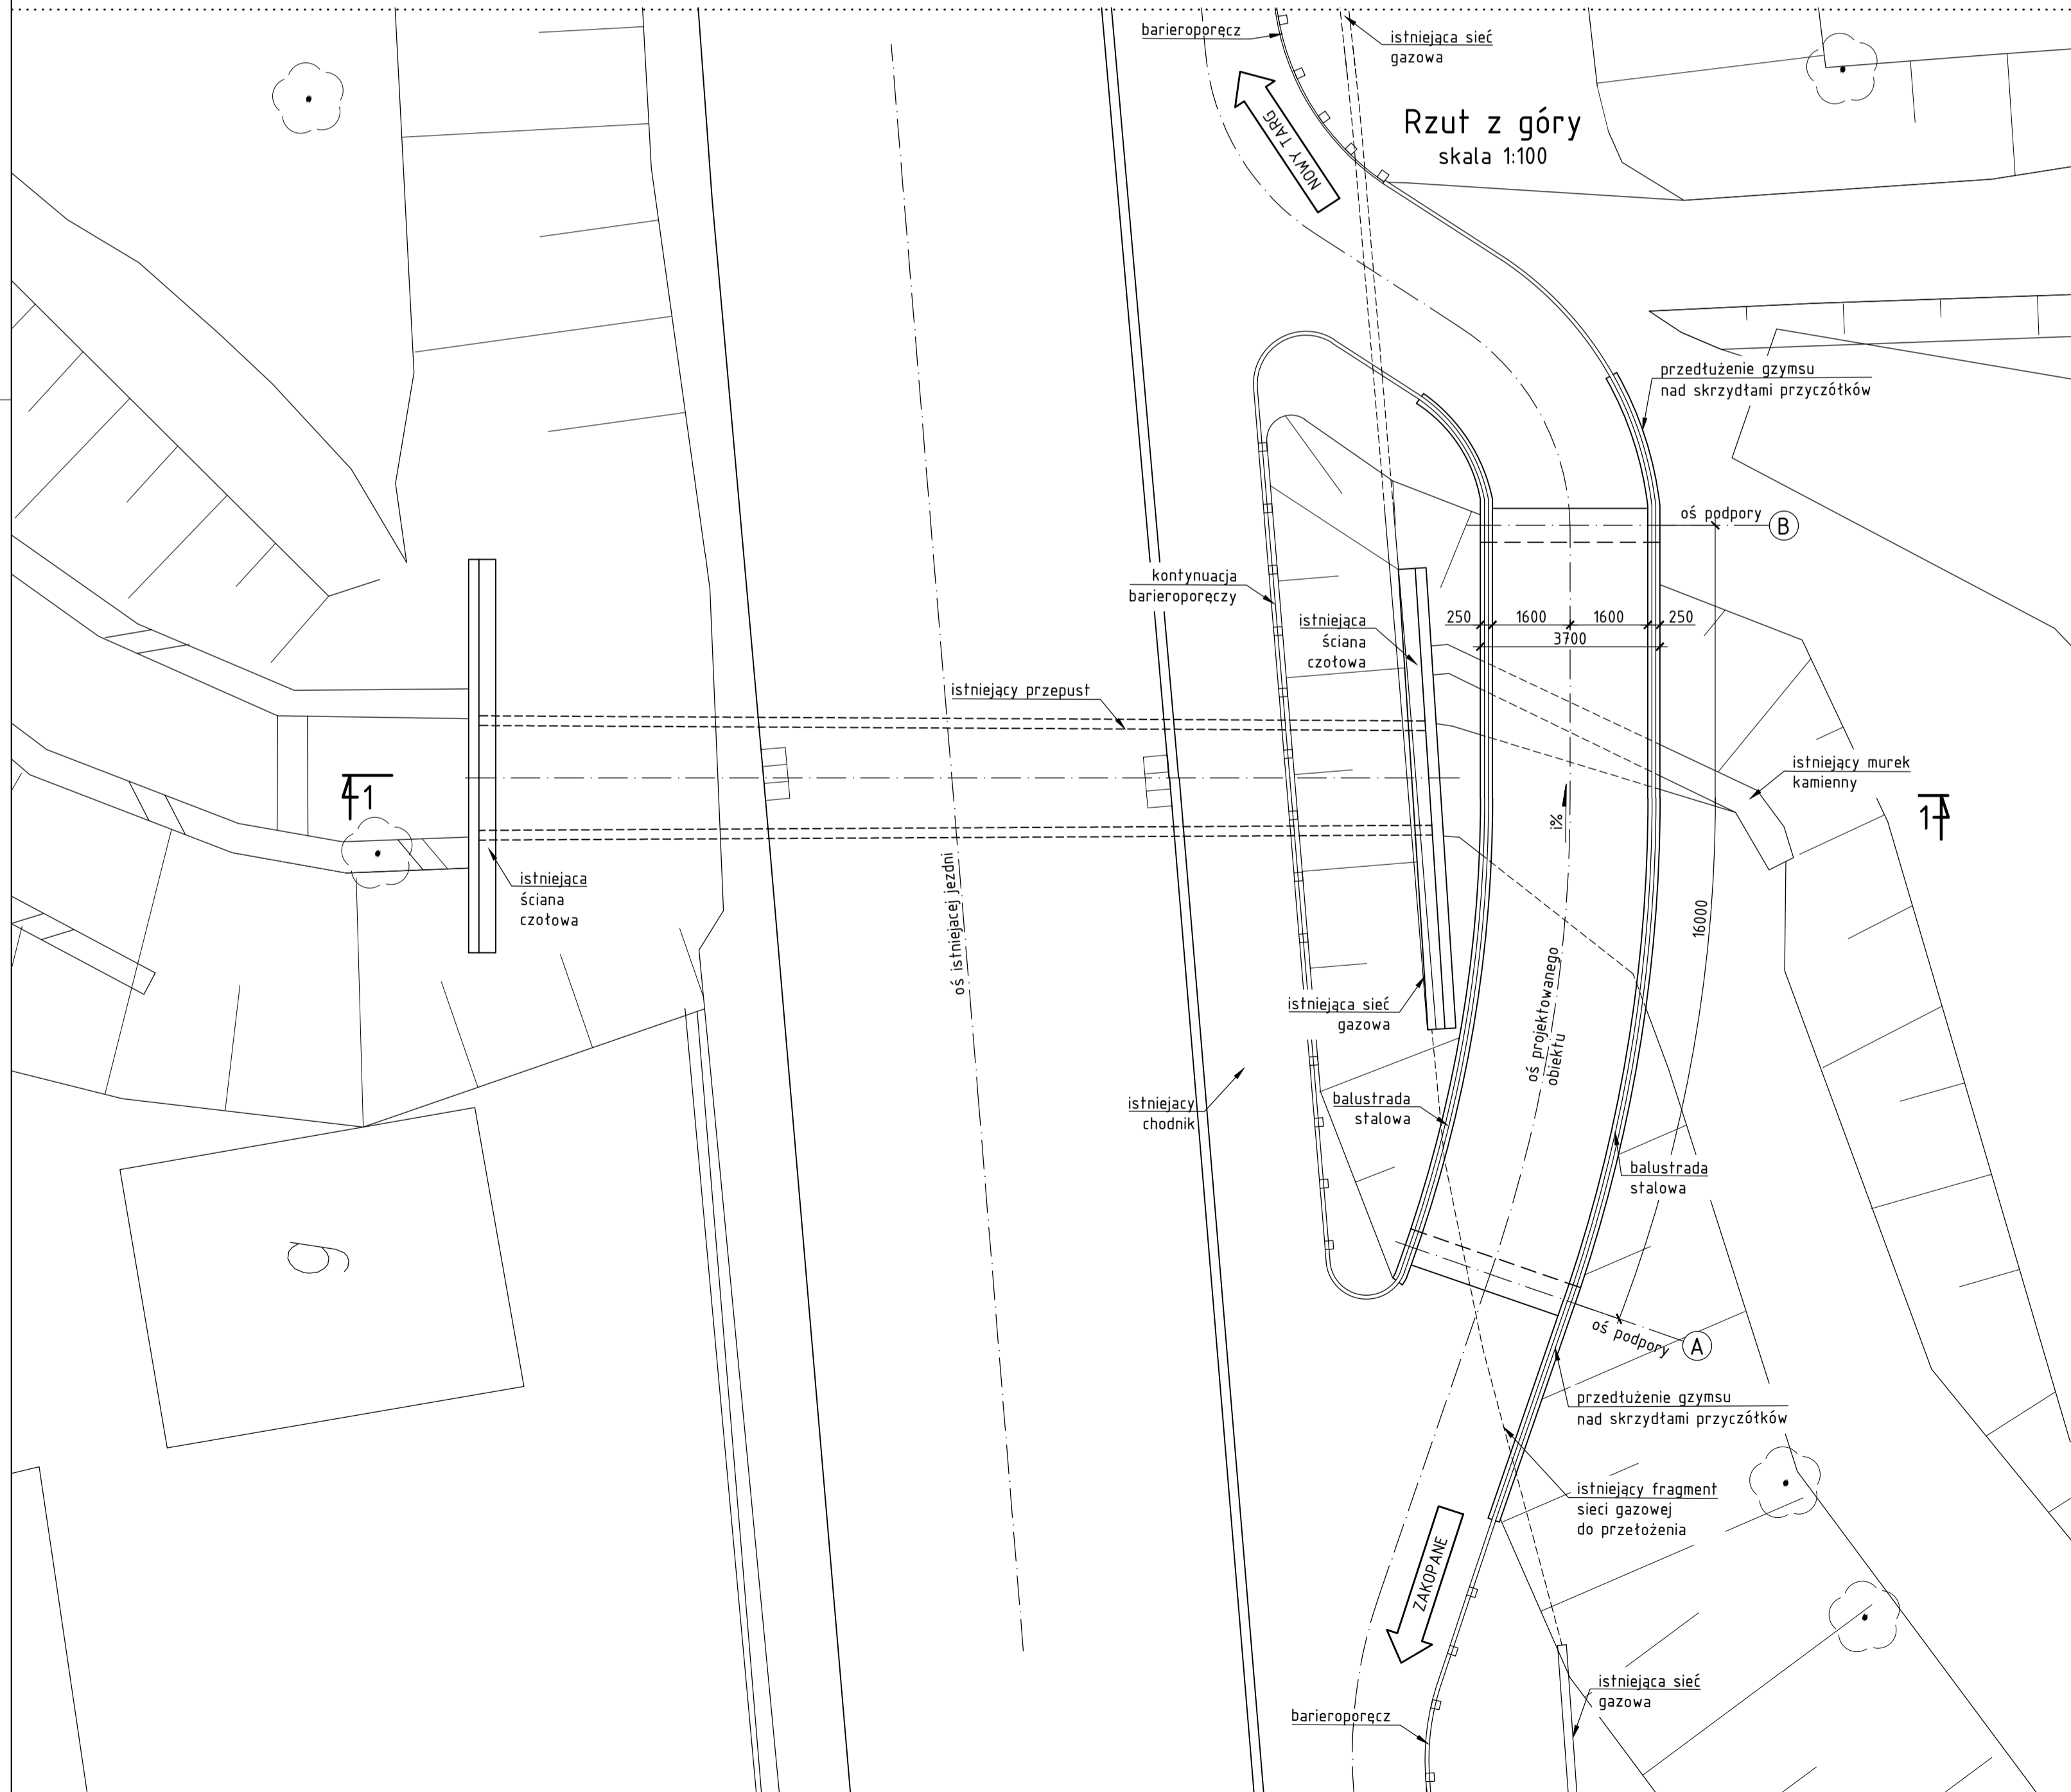 barieroporęcz
istniejąca sieć
gazowa
NOWY TARG
Rzut z góry
skala 1:100
przedłużenie gzymsu
nad skrzydłami przyczółków
oś podpory
B
kontynuacja
barieroporęczy
istniejąca
ściana
czołowa
250
1600
1600
250
3700
istniejący przepust
istniejący murek
kamienny
1
1
i%
istniejąca
ściana
czołowa
oś istniejacej jezdni
16000
oś projektowanego
obiektu
istniejąca sieć
gazowa
istniejacy
chodnik
balustrada
stalowa
balustrada
stalowa
oś podpory
A
przedłużenie gzymsu
nad skrzydłami przyczółków
istniejący fragment
sieci gazowej
do przełożenia
ZAKOPANE
istniejąca sieć
gazowa
barieroporęcz